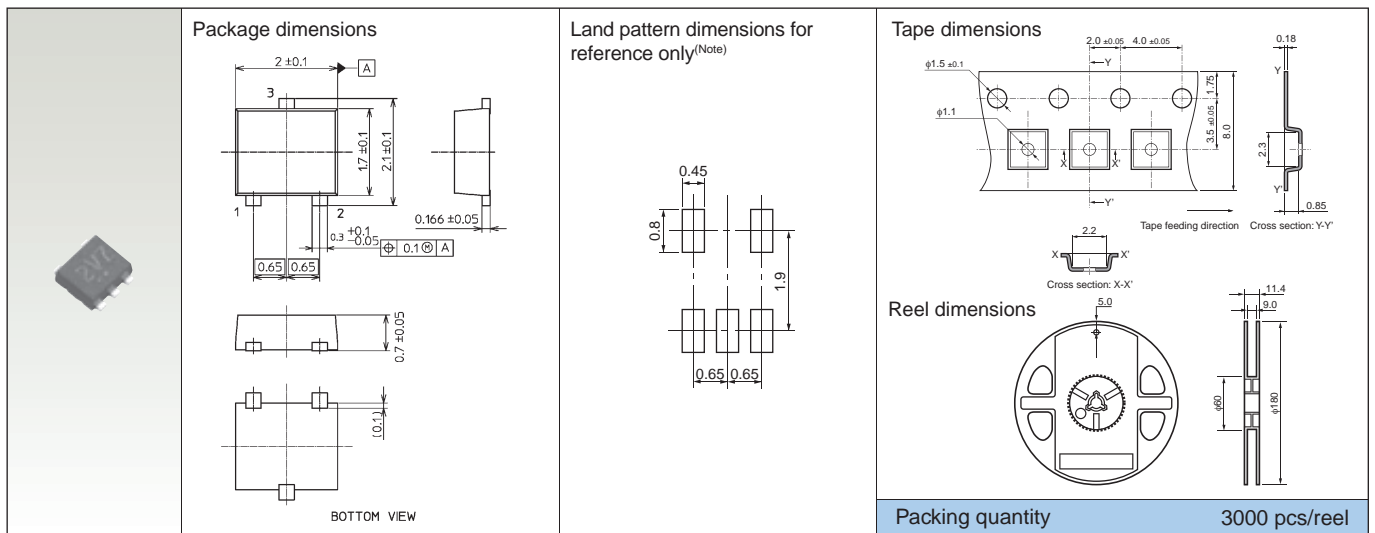 Package dimensions
2 ±0.1
A
3
1.7 ±0.1
2.1±0.1
1
2
0.3 +0.1 −0.05
0.1 Ⓜ A
0.65 0.65
0.166 ±0.05
0.7 ±0.05
(0.1)
BOTTOM VIEW
Land pattern dimensions for
reference only(Note)
0.45
0.8
1.9
0.65 0.65
Tape dimensions
2.0 ±0.05 4.0 ±0.05
0.18
φ1.5 ±0.1
Y
Y
1.75
φ1.1
3.5 ±0.05
8.0
2.3
X X'
Y'
Y'
0.85
Tape feeding direction Cross section: Y-Y'
2.2
X X'
Cross section: X-X'
Reel dimensions
5.0
11.4
9.0
φ60
φ180
Packing quantity 3000 pcs/reel